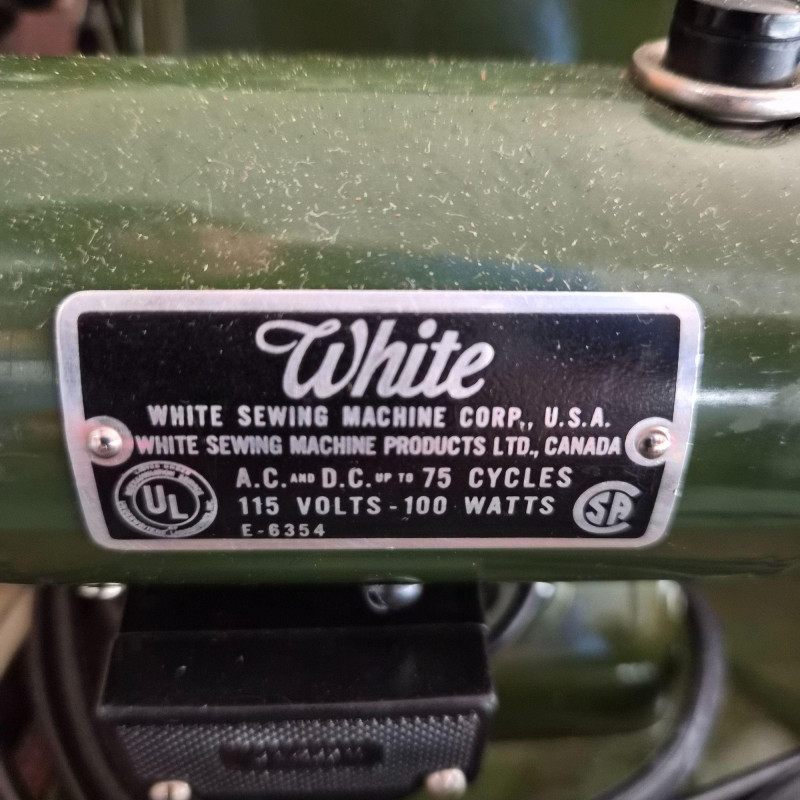 White
WHITE SEWING MACHINE CORP., U.S.A.
WHITE SEWING MACHINE PRODUCTS LTD., CANADA
A.C. AND D.C. UP TO 75 CYCLES
UL
115 VOLTS-100 WATTS
SA
E-6354